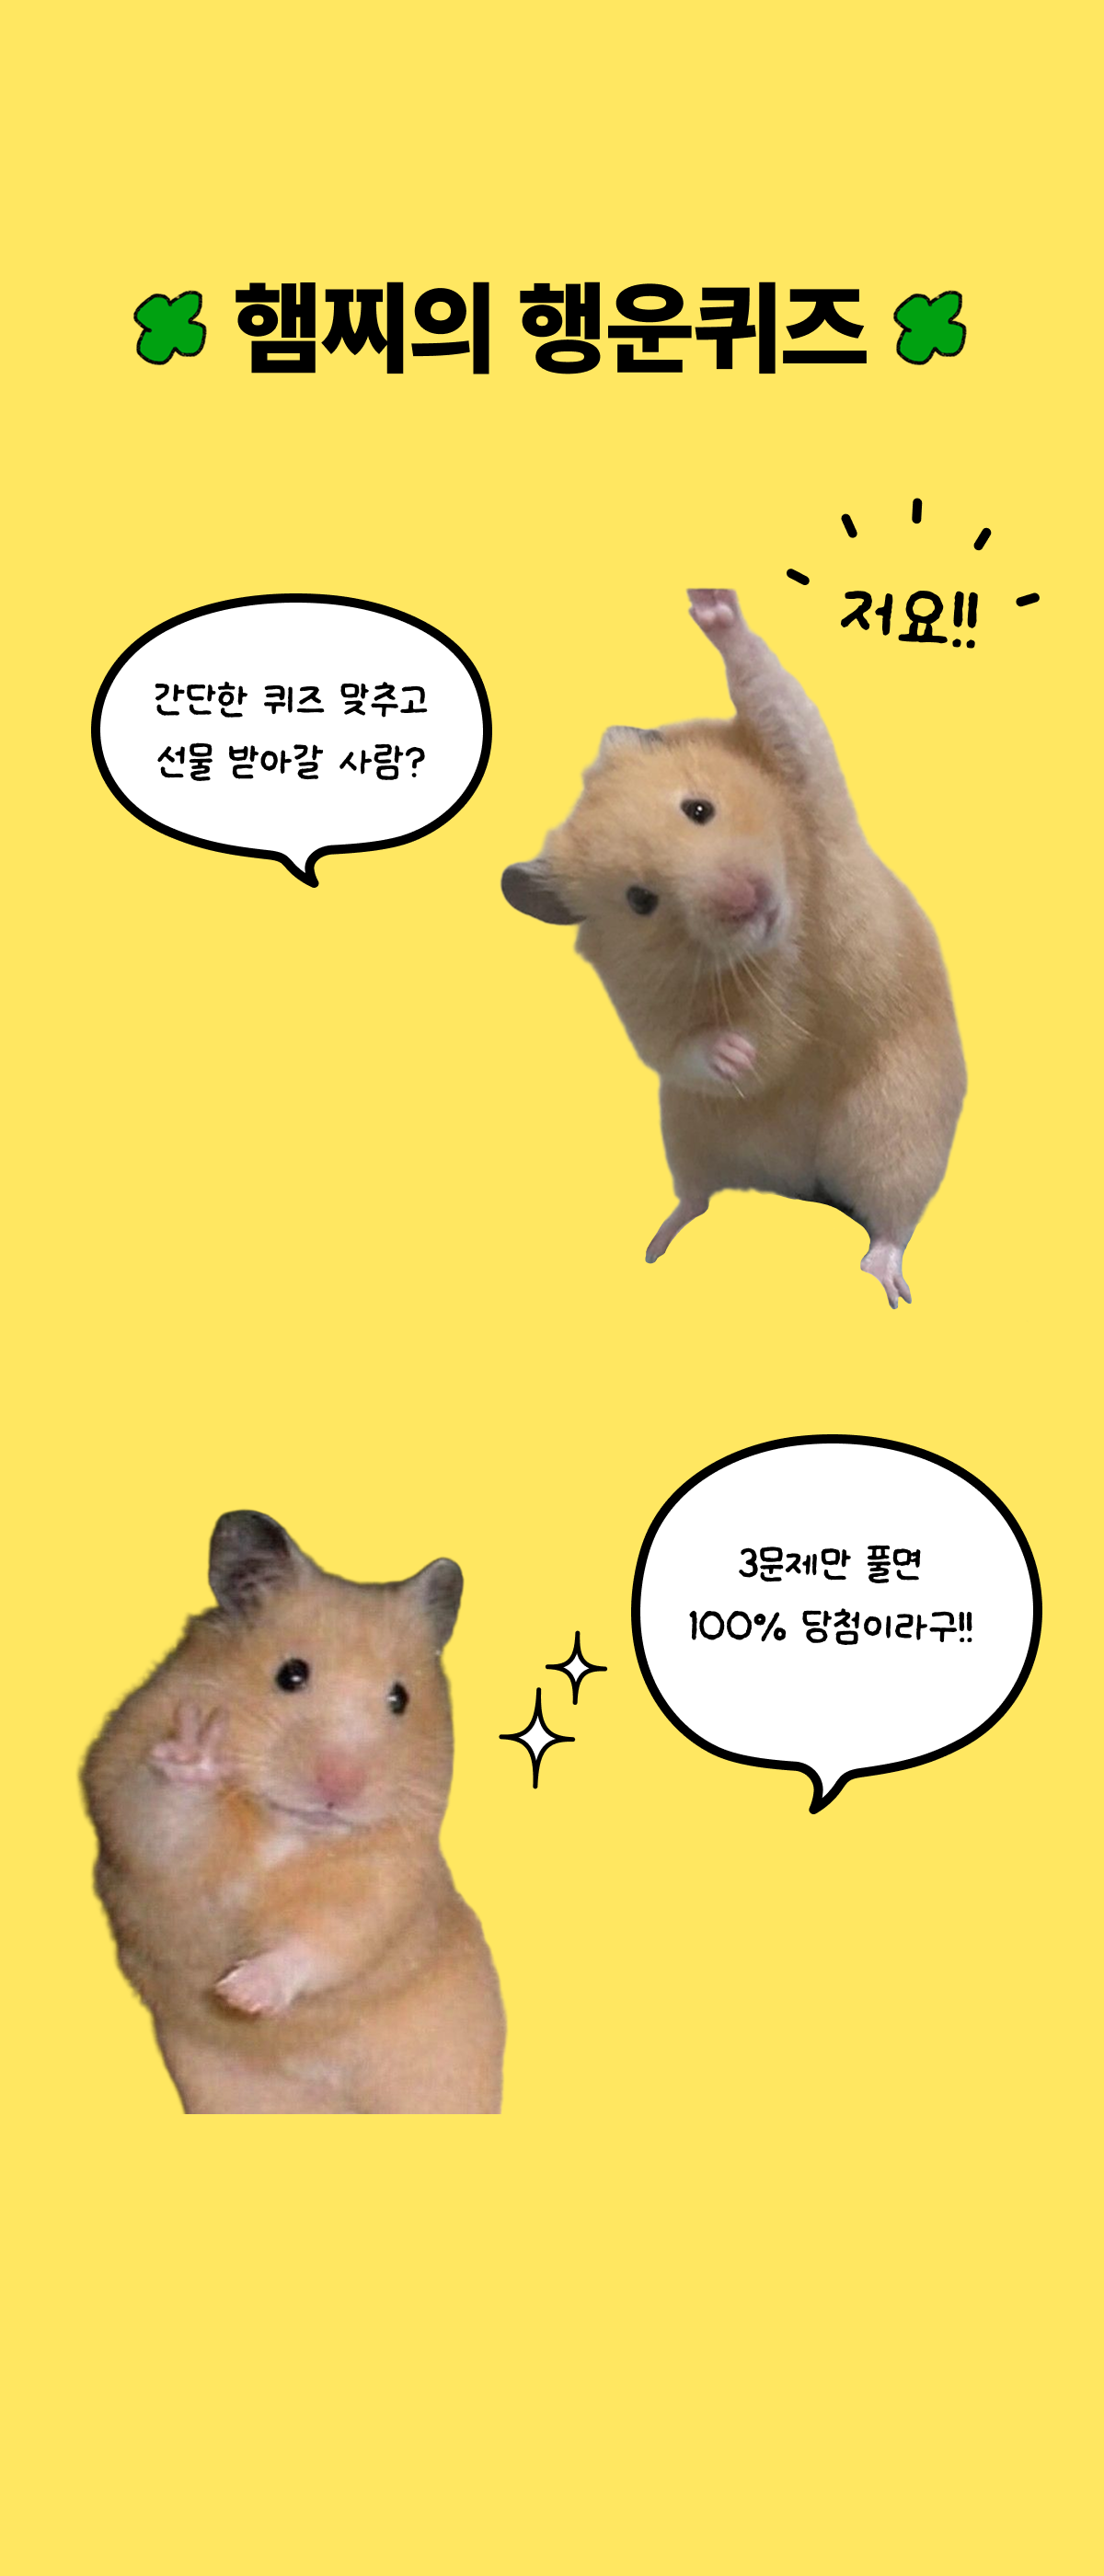 햄찌의 행운퀴즈
저요!!
간단한 퀴즈 맞추고
선물 받아갈 사람?
3문제만 풀면
100% 당첨이라구!!